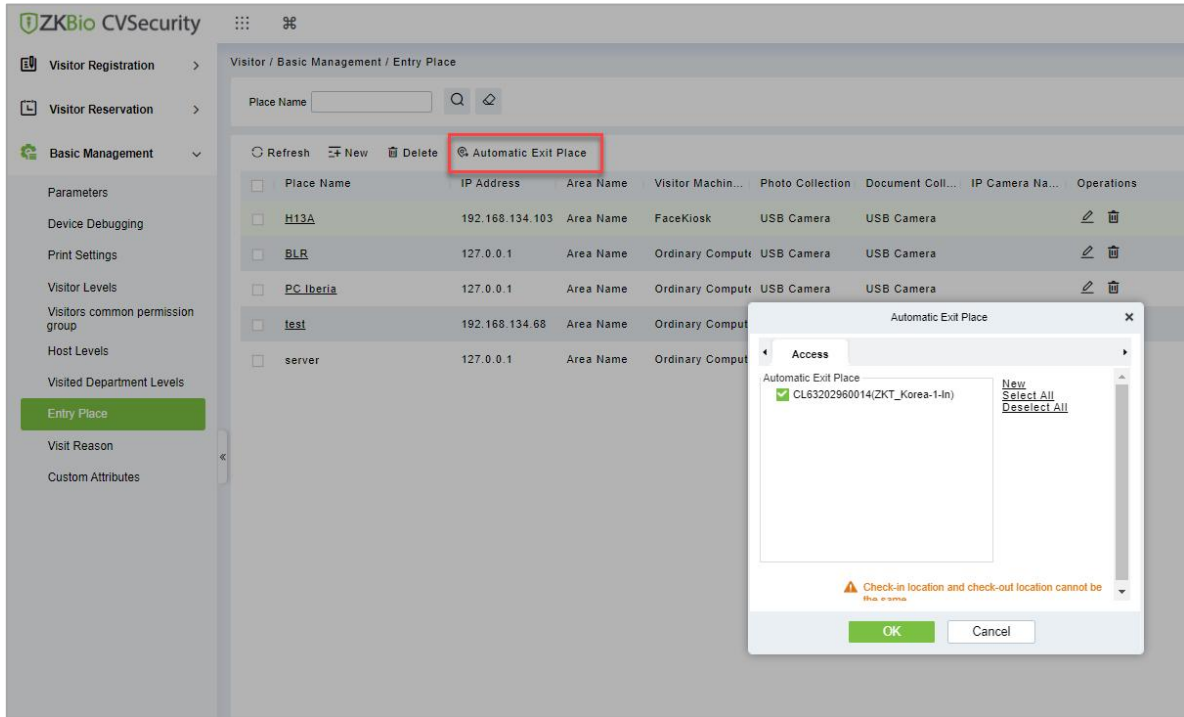 ZKBio CVSecurity
Visitor Registration
Visitor Reservation
Basic Management
Parameters
Device Debugging
Print Settings
Visitor Levels
Visitors common permission
group
Host Levels
Visited Department Levels
Entry Place
Visit Reason
Custom Attributes
Visitor / Basic Management / Entry Place
Place Name
Refresh New Delete Automatic Exit Place
Place Name IP Address Area Name Visitor Machin... Photo Collection Document Coll... IP Camera Na... Operations
H13A 192.168.134.103 Area Name FaceKiosk USB Camera USB Camera
BLR 127.0.0.1 Area Name Ordinary Compute USB Camera USB Camera
PC Iberia 127.0.0.1 Area Name Ordinary Compute USB Camera USB Camera
test 192.168.134.68 Area Name Ordinary Comput
server 127.0.0.1 Area Name Ordinary Comput
Automatic Exit Place
Access
Automatic Exit Place
CL63202960014(ZKT_Korea-1-In)
New
Select All
Deselect All
Check-in location and check-out location cannot be
the same
OK Cancel